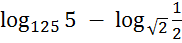 log₁₂₅ 5 − log_{√2} 1/2